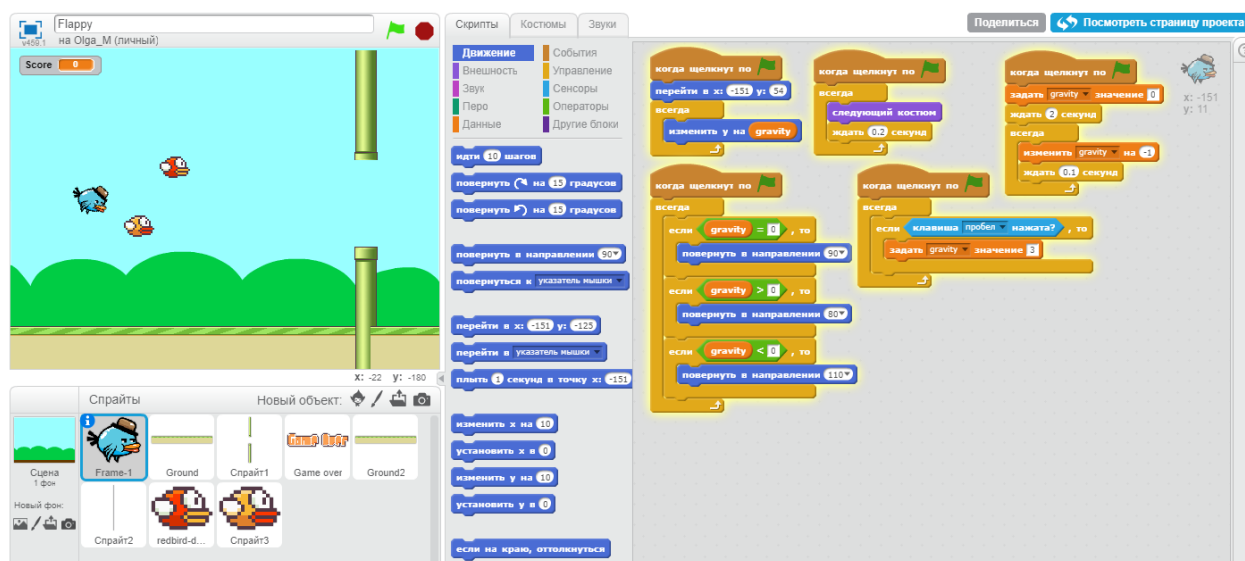 Flappy
v459.1
на Olga_M (личный)
Score 0
x: -22 y: -180
Спрайты
Новый объект:
Сцена
1 фон
Новый фон:
Frame-1
Ground
Спрайт1
Game over
Ground2
Спрайт2
redbird-d...
Спрайт3
Скрипты
Костюмы
Звуки
Поделиться
Посмотреть страницу проекта
Движение
События
Внешность
Управление
Звук
Сенсоры
Перо
Операторы
Данные
Другие блоки
идти 10 шагов
повернуть на 15 градусов
повернуть на 15 градусов
повернуть в направлении 90
повернуться к указатель мышки
перейти в x: -151 y: -125
перейти в указатель мышки
плыть 1 секунд в точку x: -151
изменить x на 10
установить x в 0
изменить y на 10
установить y в 0
если на краю, оттолкнуться
когда щелкнут по
перейти в x: -151 y: 54
всегда
изменить y на gravity
когда щелкнут по
всегда
следующий костюм
ждать 0.2 секунд
когда щелкнут по
задать gravity значение 0
ждать 2 секунд
всегда
изменить gravity на -1
ждать 0.1 секунд
x: -151
y: 11
когда щелкнут по
всегда
если gravity = 0 , то
повернуть в направлении 90
если gravity > 0 , то
повернуть в направлении 80
если gravity < 0 , то
повернуть в направлении 110
когда щелкнут по
всегда
если клавиша пробел нажата? , то
задать gravity значение 3